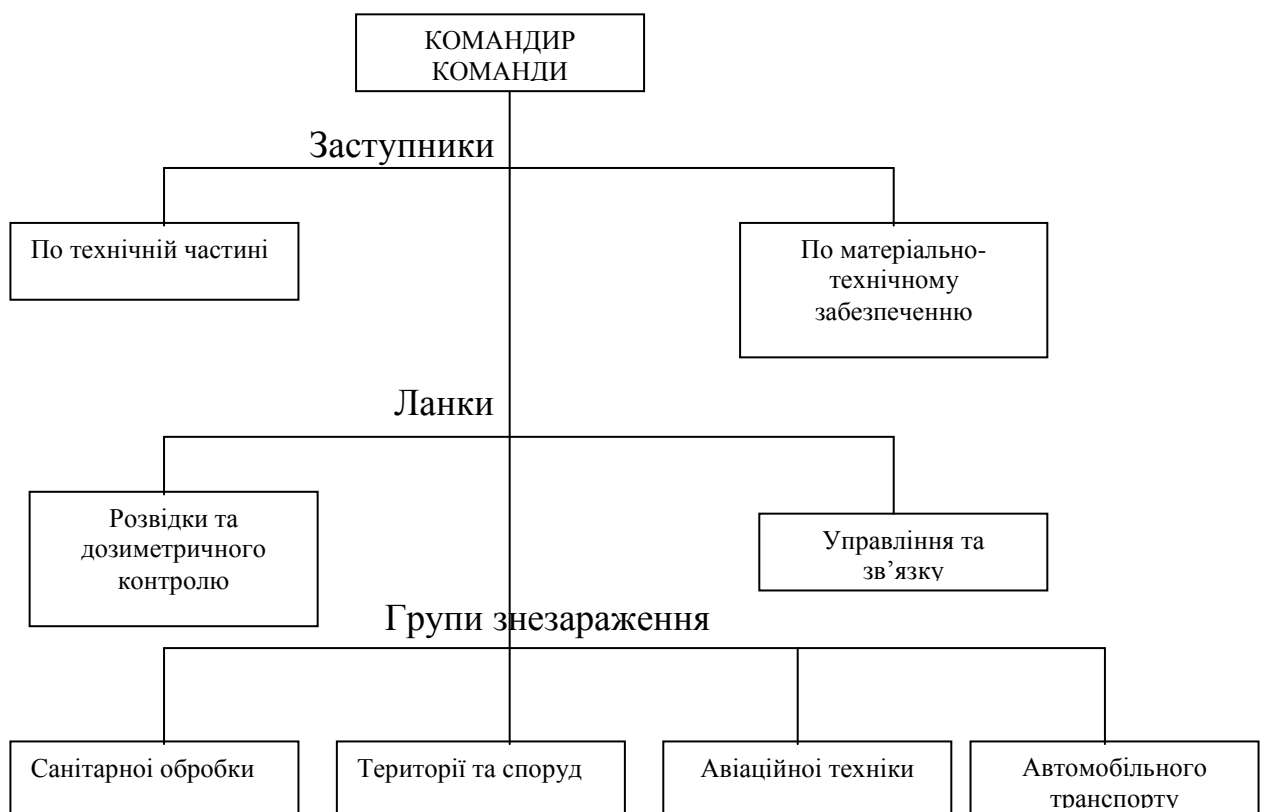 КОМАНДИР
КОМАНДИ
Заступники
По технічній частині
По матеріально-
технічному
забезпеченню
Ланки
Розвідки та
дозиметричного
контролю
Управління та
зв’язку
Групи знезараження
Санітарної обробки
Території та споруд
Авіаційної техніки
Автомобільного
транспорту